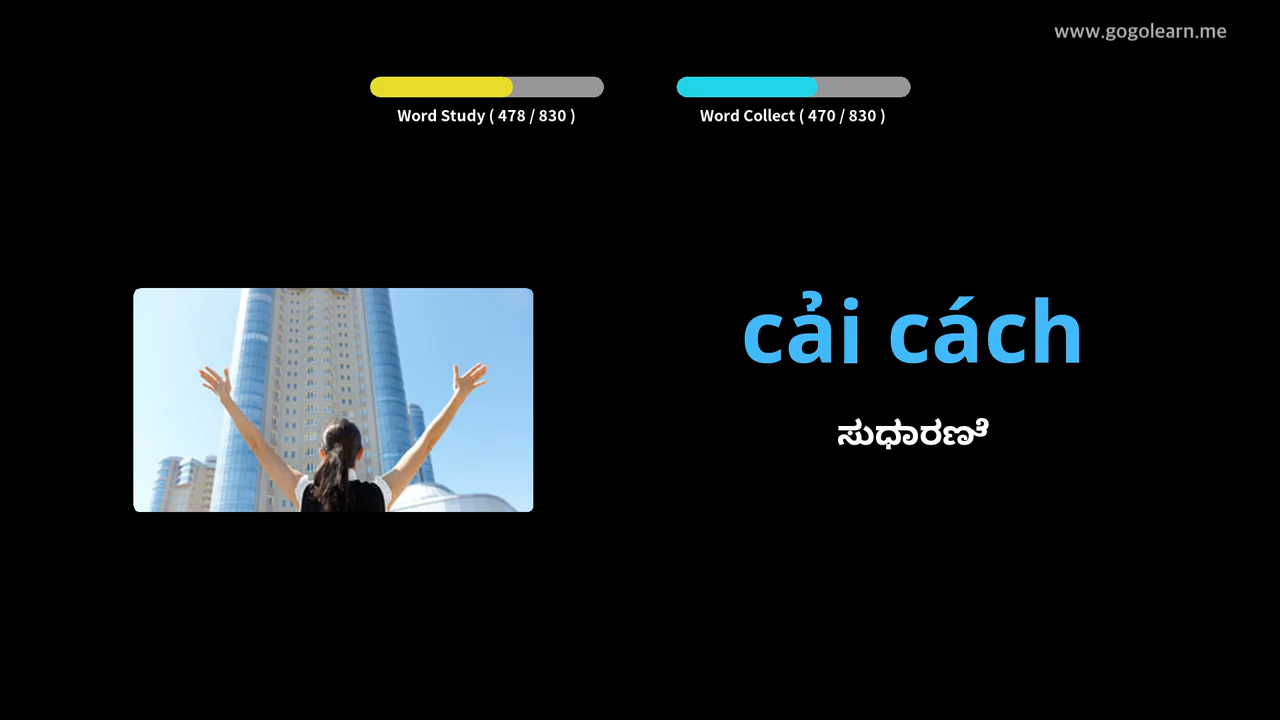 www.gogolearn.me
Word Study ( 478 / 830 )
Word Collect ( 470 / 830 )
cải cách
ಸುಧಾರಣೆ